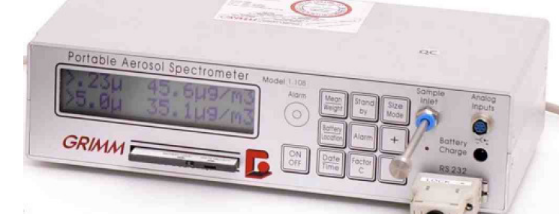 Portable Aerosol Spectrometer
Model 1.108
>.23µ 45.6µg/m3
>5.0µ 35.1µg/m3
GRIMM
Alarm
ON
OFF
Mean
Weight
Stand
by
Size
Mode
Battery
Location
Alarm
+
Date
Time
Factor
C
Sample
Inlet
Analog
Inputs
Battery
Charge
RS 232
QC